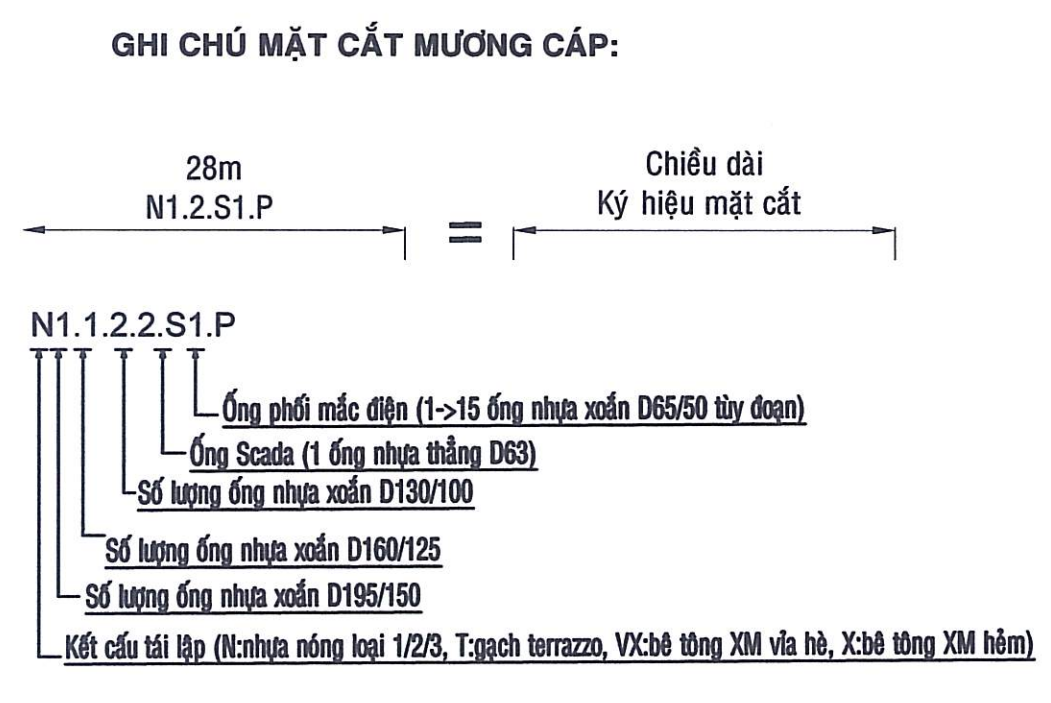 GHI CHÚ MẶT CẮT MƯƠNG CÁP:
28m
N1.2.S1.P
=
Chiều dài
Ký hiệu mặt cắt
N1.1.2.2.S1.P
Ống phối mắc điện (1->15 ống nhựa xoắn D65/50 tùy đoạn)
Ống Scada (1 ống nhựa thẳng D63)
Số lượng ống nhựa xoắn D130/100
Số lượng ống nhựa xoắn D160/125
Số lượng ống nhựa xoắn D195/150
Kết cấu tái lập (N:nhựa nóng loại 1/2/3, T:gạch terrazzo, VX:bê tông XM vỉa hè, X:bê tông XM hẻm)